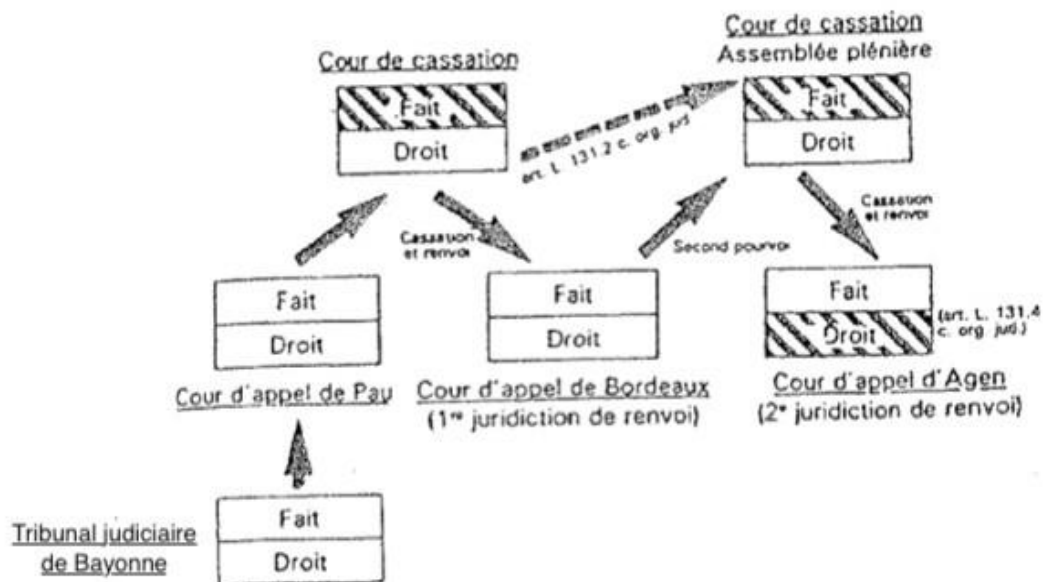 Cour de cassation
Fait
Droit
art. L. 131.2 c. org. jud.
Cour de cassation
Assemblée plénière
Fait
Droit
Cassation
et renvoi
Second pourvoi
Cassation
et renvoi
Fait
Droit
Cour d'appel de Pau
Fait
Droit
Cour d'appel de Bordeaux
(1re juridiction de renvoi)
Fait
Droit
(art. L. 131.4
c. org. jud.)
Cour d'appel d'Agen
(2e juridiction de renvoi)
Tribunal judiciaire
de Bayonne
Fait
Droit